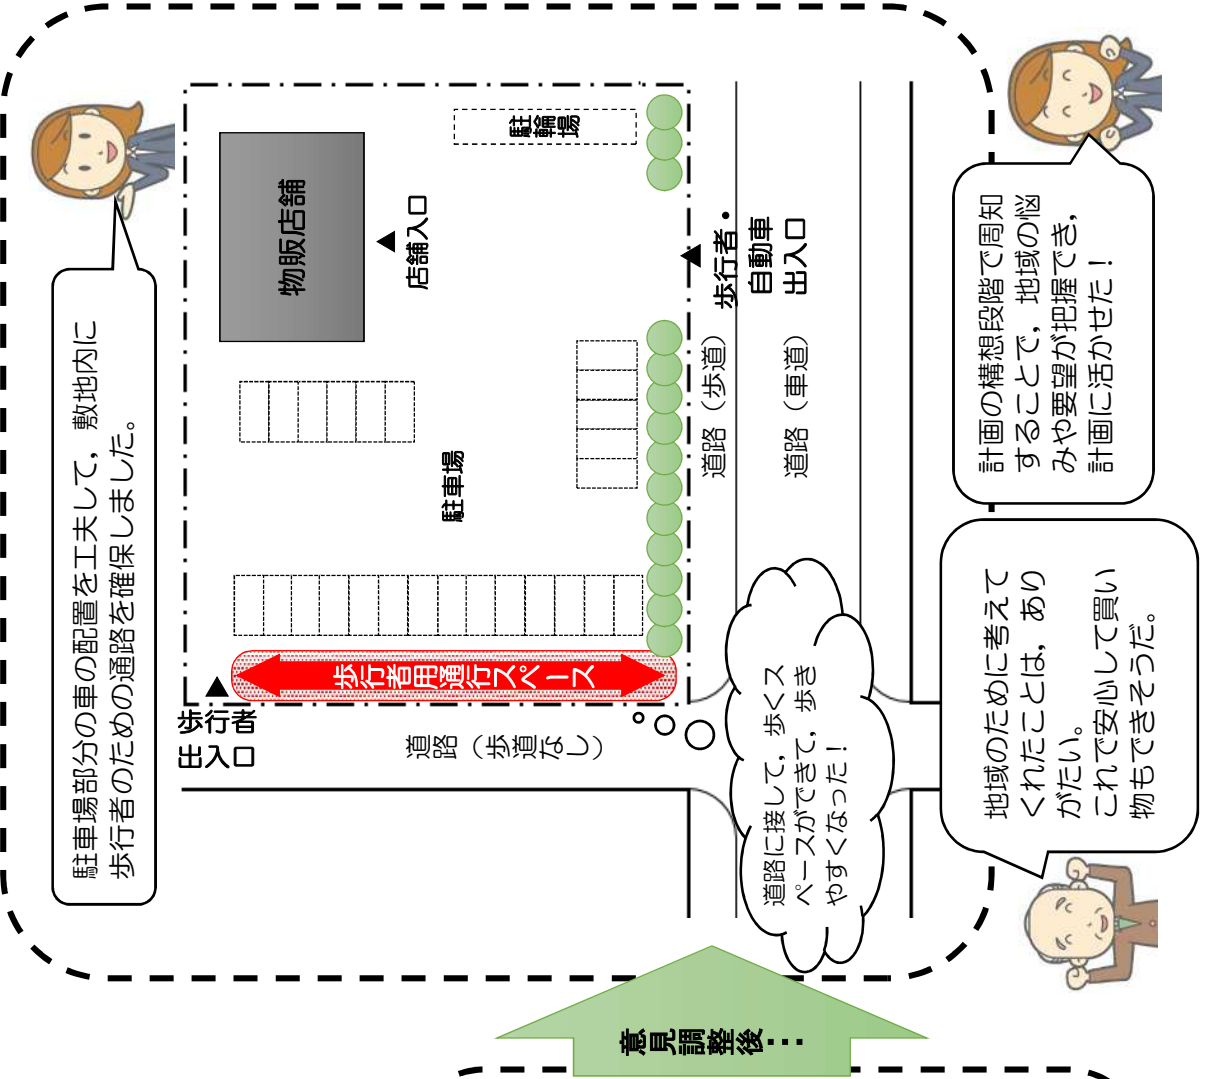 意見調整後・・・
駐車場部分の車の配置を工夫して，敷地内に
歩行者のための通路を確保しました。
歩行者
出入口
歩行者用通行スペース
道路（歩道なし）
駐車場
物販店舗
店舗入口
駐輪場
歩行者・
自動車
出入口
道路（歩道）
道路（車道）
道路に接して，歩くス
ペースができて，歩き
やすくなった！
地域のために考えて
くれたことは，あり
がたい。
これで安心して買い
物もできそうだ。
計画の構想段階で周知
することで，地域の悩
みや要望が把握でき，
計画に活かせた！